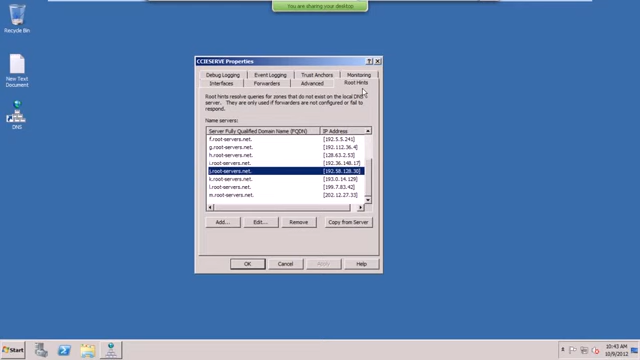 You are sharing your desktop
Recycle Bin
New Text
Document
DNS
CCIESERVE Properties
Debug Logging
Event Logging
Trust Anchors
Monitoring
Interfaces
Forwarders
Advanced
Root Hints
Root hints resolve queries for zones that do not exist on the local DNS
server. They are only used if forwarders are not configured or fail to
respond.
Name servers:
Server Fully Qualified Domain Name (FQDN) IP Address
f.root-servers.net. [192.5.5.241]
g.root-servers.net. [192.112.36.4]
h.root-servers.net. [128.63.2.53]
i.root-servers.net. [192.36.148.17]
j.root-servers.net. [192.58.128.30]
k.root-servers.net. [193.0.14.129]
l.root-servers.net. [199.7.83.42]
m.root-servers.net. [202.12.27.33]
Add...
Edit...
Remove
Copy from Server
OK
Cancel
Apply
Help
Start
10:43 AM
10/9/2012